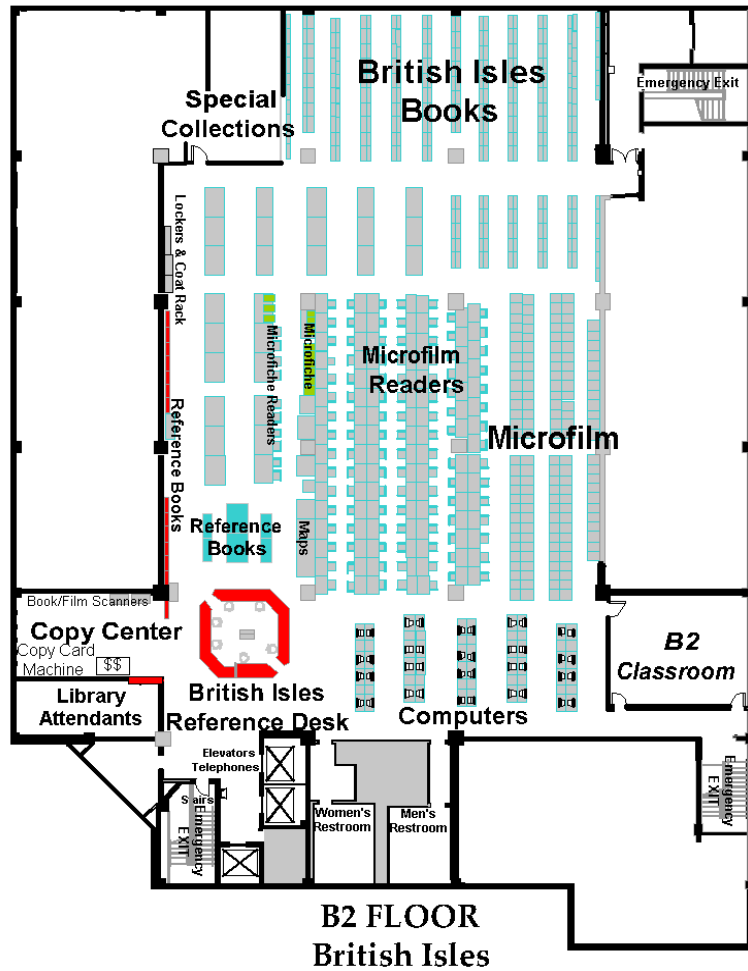 British Isles
Books
Emergency Exit
Special
Collections
Lockers & Coat Rack
Microfiche Readers
Microfiche
Microfilm
Readers
Reference Books
Microfilm
Reference
Books
Maps
Book/Film Scanners
Copy Center
Copy Card
Machine
$$
B2
Classroom
Library
Attendants
British Isles
Reference Desk
Computers
Elevators
Telephones
Stairs
Emergency
EXIT
Women's
Restroom
Men's
Restroom
Emergency
EXIT
B2 FLOOR
British Isles